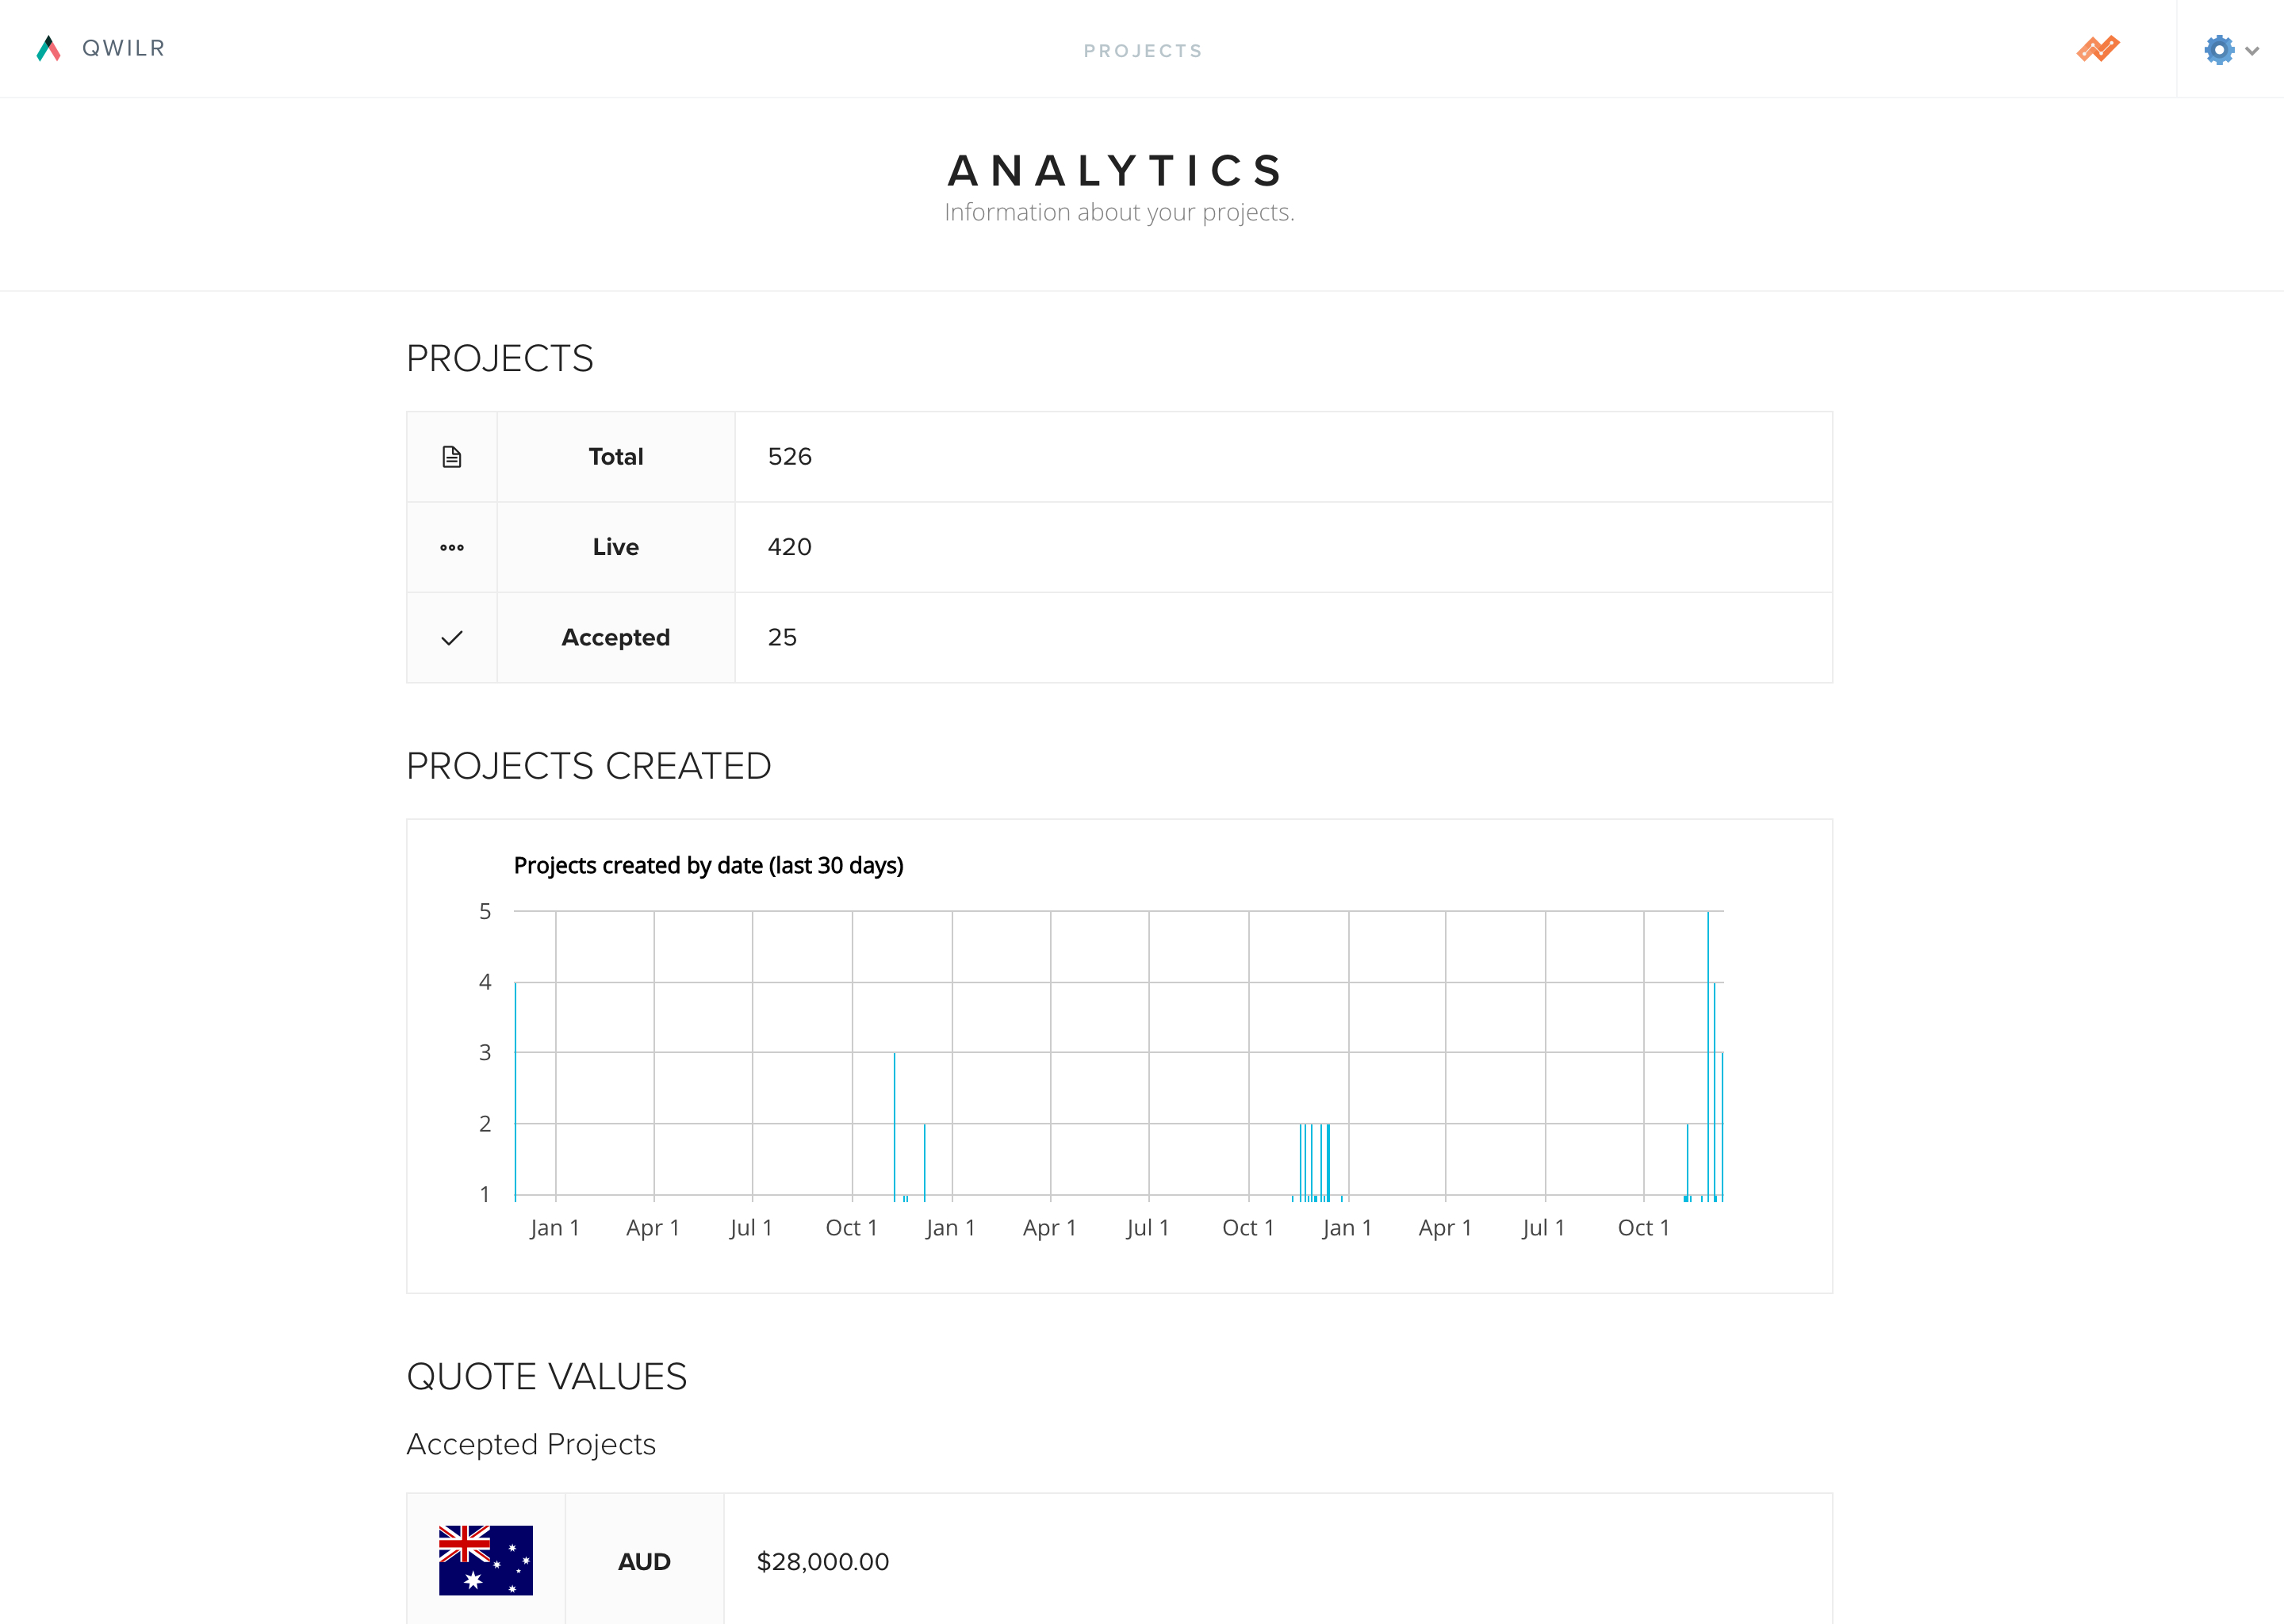 QWILR
PROJECTS
ANALYTICS
Information about your projects.
PROJECTS
Total 526
Live 420
Accepted 25
PROJECTS CREATED
Projects created by date (last 30 days)
5
4
3
2
1
Jan 1 Apr 1 Jul 1 Oct 1 Jan 1 Apr 1 Jul 1 Oct 1 Jan 1 Apr 1 Jul 1 Oct 1
QUOTE VALUES
Accepted Projects
AUD $28,000.00